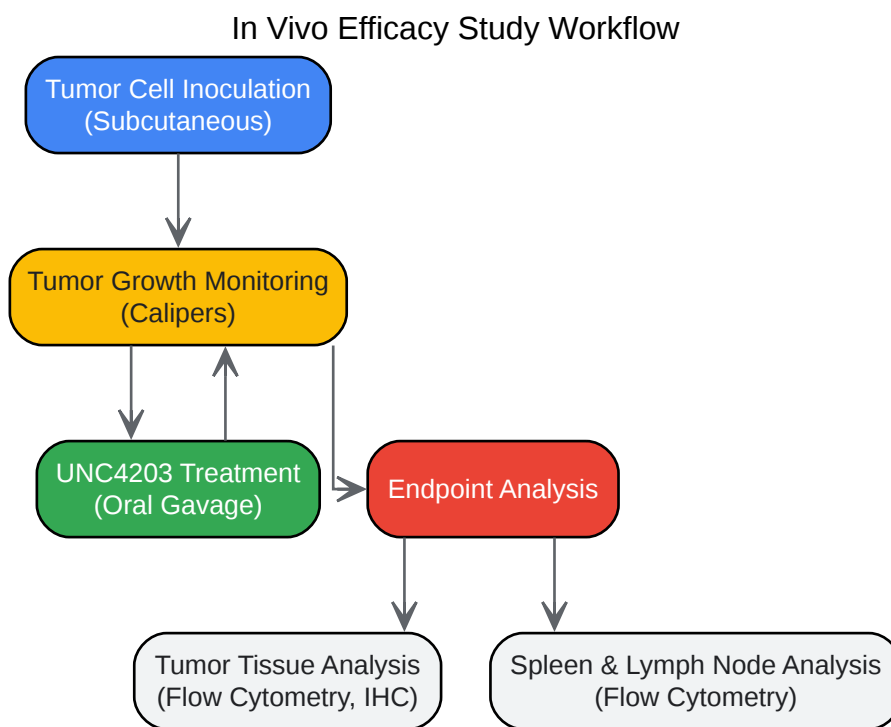 In Vivo Efficacy Study Workflow
Tumor Cell Inoculation
(Subcutaneous)
Tumor Growth Monitoring
(Calipers)
UNC4203 Treatment
(Oral Gavage)
Endpoint Analysis
Tumor Tissue Analysis
(Flow Cytometry, IHC)
Spleen & Lymph Node Analysis
(Flow Cytometry)